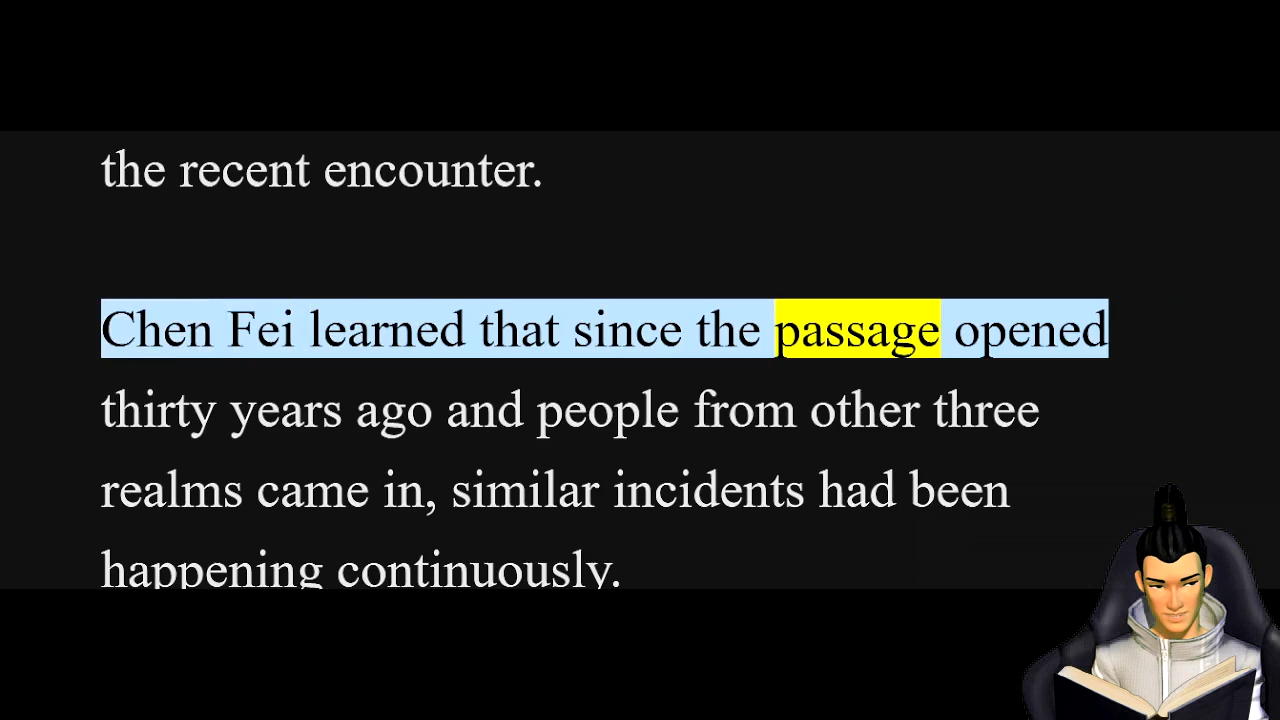 the recent encounter.
Chen Fei learned that since the passage opened
thirty years ago and people from other three
realms came in, similar incidents had been
happening continuously.